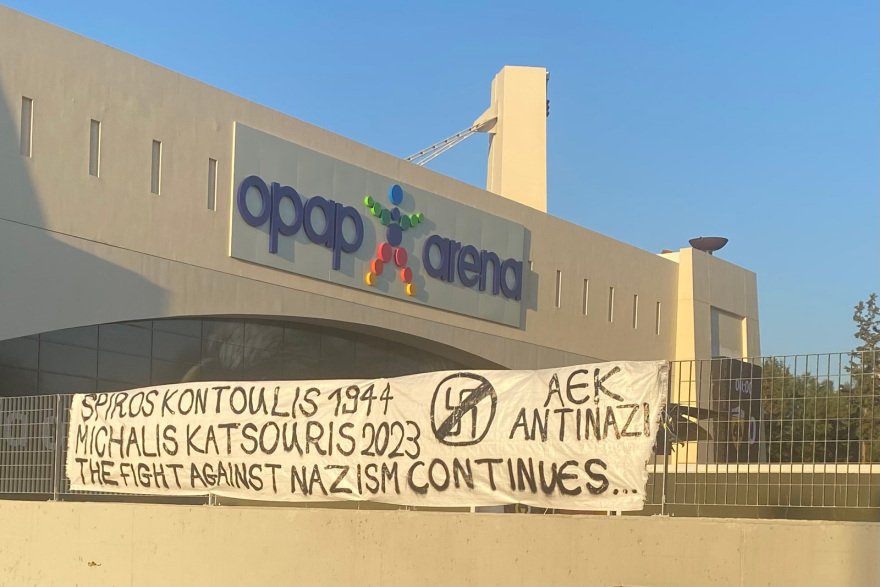 opap arena
SPIROS KONTOULIS 1944
MICHALIS KATSOURIS 2023
THE FIGHT AGAINST NAZISM CONTINUES...
AEK
ANTINAZI